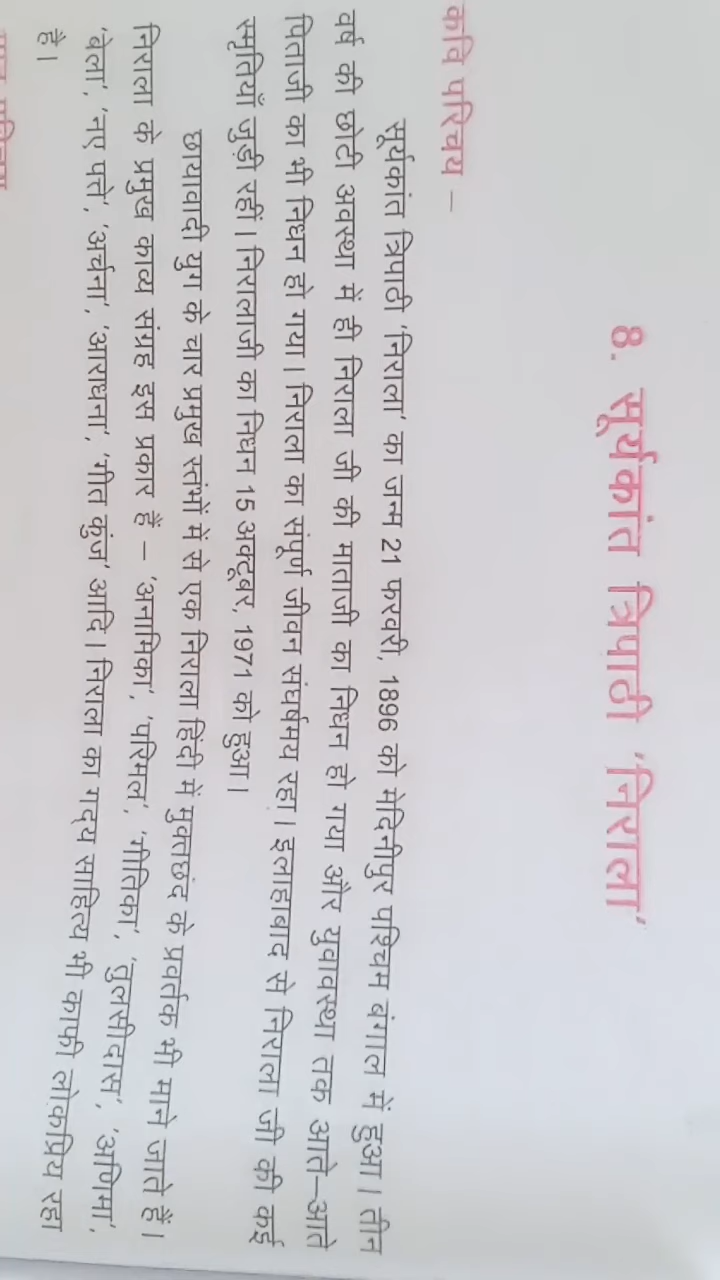 8. सूर्यकांत त्रिपाठी 'निराला'
कवि परिचय –
सूर्यकांत त्रिपाठी 'निराला' का जन्म 21 फरवरी, 1896 को मेदिनीपुर पश्चिम बंगाल में हुआ। तीन
वर्ष की छोटी अवस्था में ही निराला जी की माताजी का निधन हो गया और युवावस्था तक आते–आते
पिताजी का भी निधन हो गया। निराला का संपूर्ण जीवन संघर्षमय रहा। इलाहाबाद से निराला जी की कई
स्मृतियाँ जुड़ी रहीं। निरालाजी का निधन 15 अक्टूबर, 1971 को हुआ।
छायावादी युग के चार प्रमुख स्तंभों में से एक निराला हिंदी में मुक्तछंद के प्रवर्तक भी माने जाते हैं।
निराला के प्रमुख काव्य संग्रह इस प्रकार हैं – 'अनामिका', 'परिमल', 'गीतिका', 'तुलसीदास', 'अणिमा',
'बेला', 'नए पत्ते', 'अर्चना', 'आराधना', 'गीत कुंज' आदि। निराला का गद्य साहित्य भी काफी लोकप्रिय रहा
है।